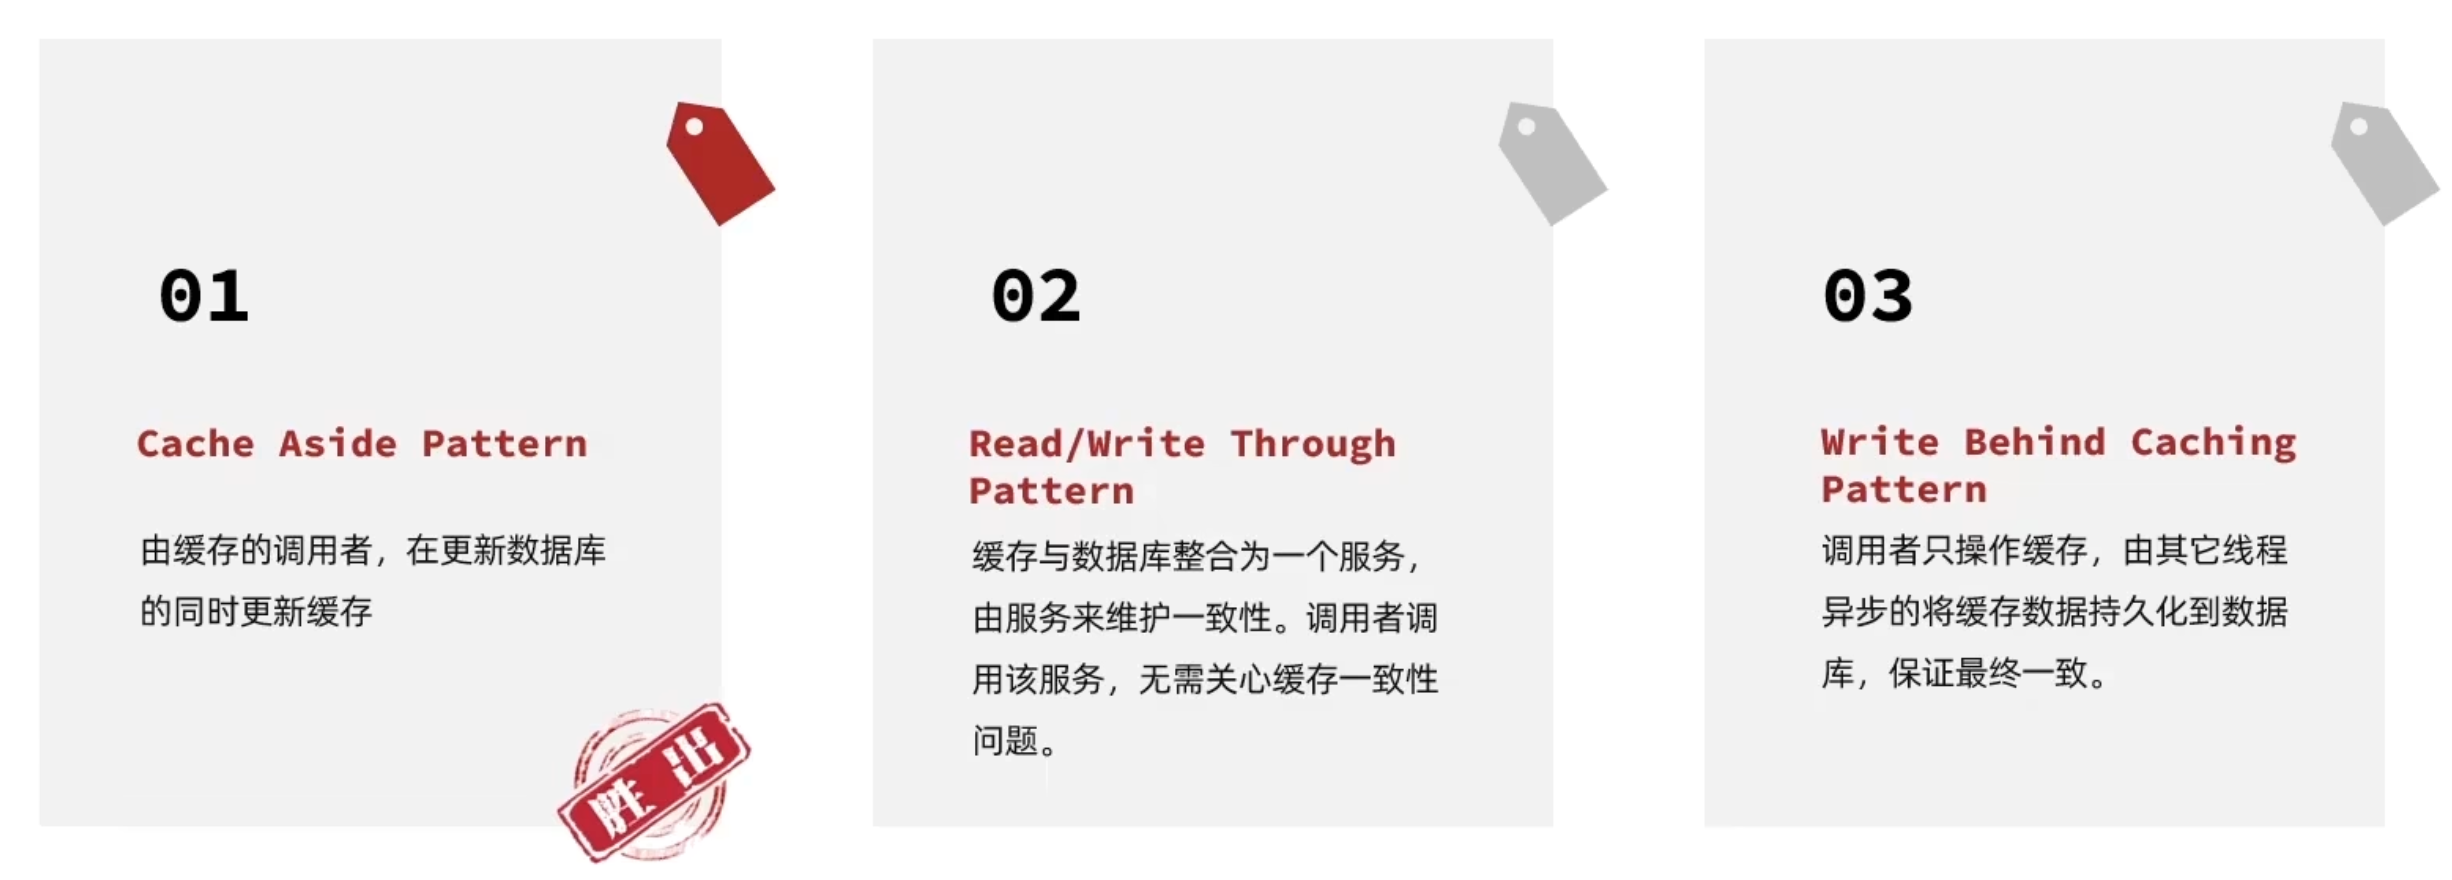 01
Cache Aside Pattern
由缓存的调用者，在更新数据库
的同时更新缓存
胜出
02
Read/Write Through
Pattern
缓存与数据库整合为一个服务，
由服务来维护一致性。调用者调
用该服务，无需关心缓存一致性
问题。
03
Write Behind Caching
Pattern
调用者只操作缓存，由其它线程
异步的将缓存数据持久化到数据
库，保证最终一致。